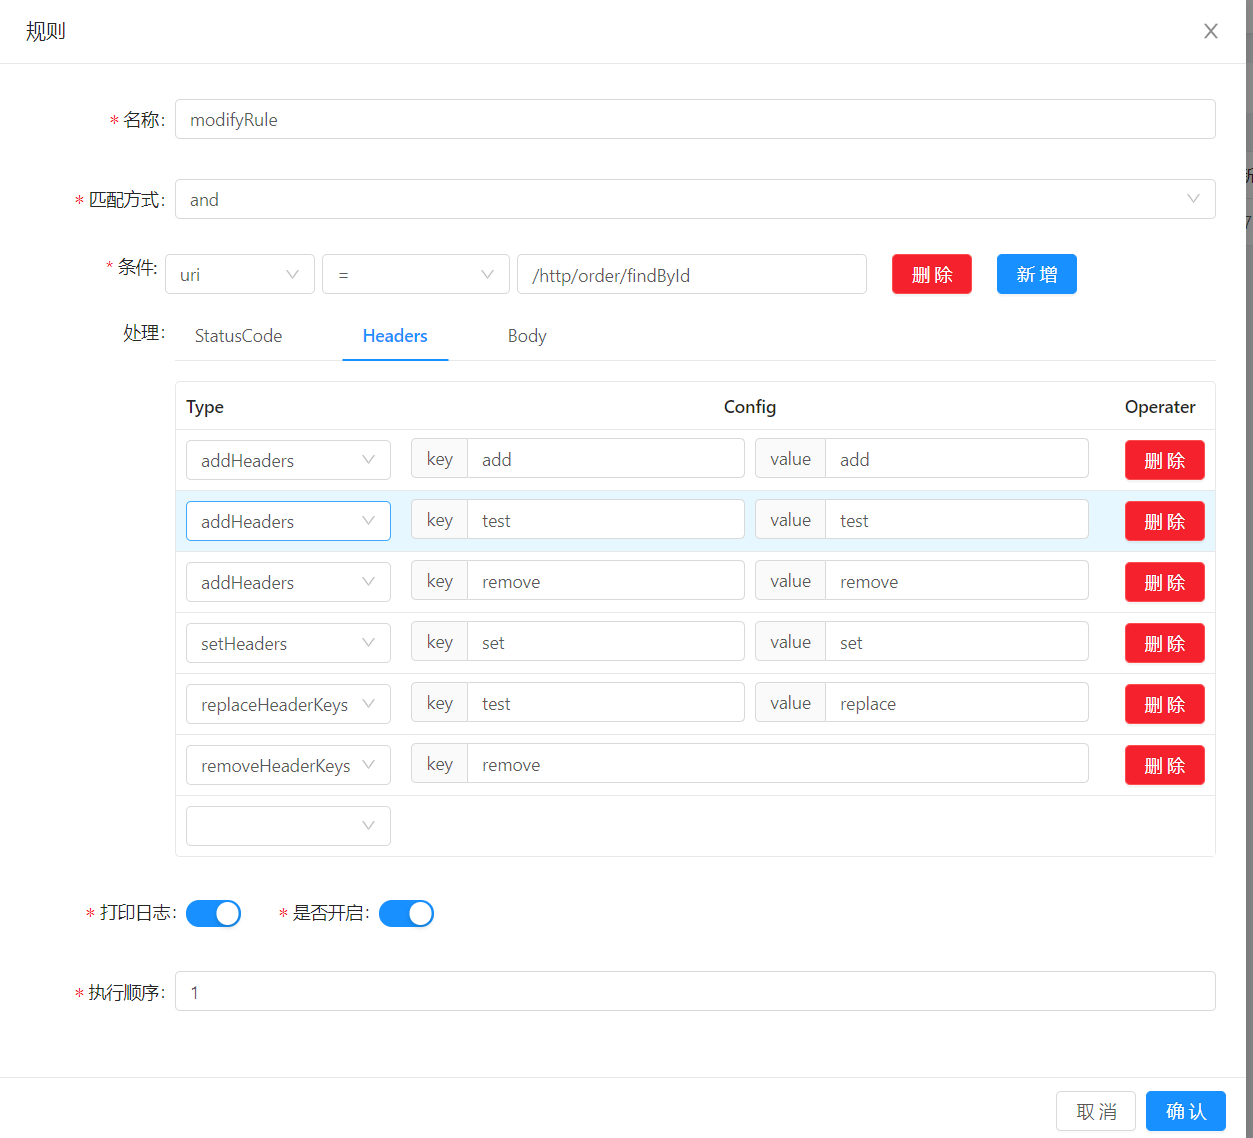 规则
* 名称: modifyRule
* 匹配方式: and
* 条件: uri = /http/order/findById 删除 新增
处理: StatusCode Headers Body
Type Config Operater
addHeaders key add value add 删除
addHeaders key test value test 删除
addHeaders key remove value remove 删除
setHeaders key set value set 删除
replaceHeaderKeys key test value replace 删除
removeHeaderKeys key remove 删除
* 打印日志: * 是否开启:
* 执行顺序: 1
取消 确认